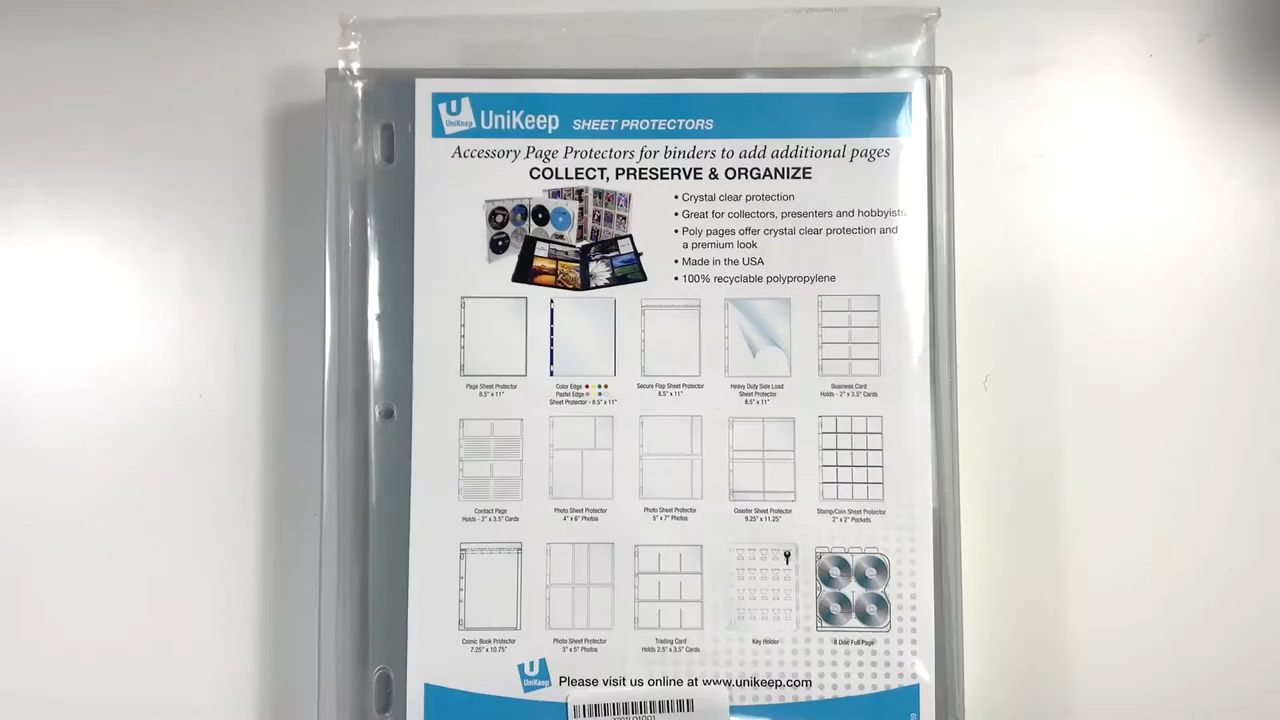 UniKeep UniKeep SHEET PROTECTORS
Accessory Page Protectors for binders to add additional pages
COLLECT, PRESERVE & ORGANIZE
• Crystal clear protection
• Great for collectors, presenters and hobbyists
• Poly pages offer crystal clear protection and
a premium look
• Made in the USA
• 100% recyclable polypropylene
Page Sheet Protector
8.5" x 11"
Color Edge
Pastel Edge
Sheet Protector - 8.5" x 11"
Secure Flap Sheet Protector
8.5" x 11"
Heavy Duty Side Load
Sheet Protector
8.5" x 11"
Business Card
Holds - 2" x 3.5" Cards
Contact Page
Holds - 2" x 3.5" Cards
Photo Sheet Protector
4" x 6" Photos
Photo Sheet Protector
5" x 7" Photos
Coaster Sheet Protector
9.25" x 11.25"
Stamp/Coin Sheet Protector
2" x 2" Pockets
Comic Book Protector
7.25" x 10.75"
Photo Sheet Protector
3" x 5" Photos
Trading Card
Holds 2.5" x 3.5" Cards
Key Holder
8 Disc Full Page
UniKeep Please visit us online at www.unikeep.com